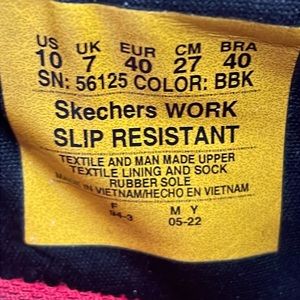 US UK EUR CM BRA
10 7 40 27 40
SN: 56125 COLOR: BBK
Skechers WORK
SLIP RESISTANT
TEXTILE AND MAN MADE UPPER
TEXTILE LINING AND SOCK
RUBBER SOLE
MADE IN VIETNAM/HECHO EN VIETNAM
F M Y
94-3 05-22